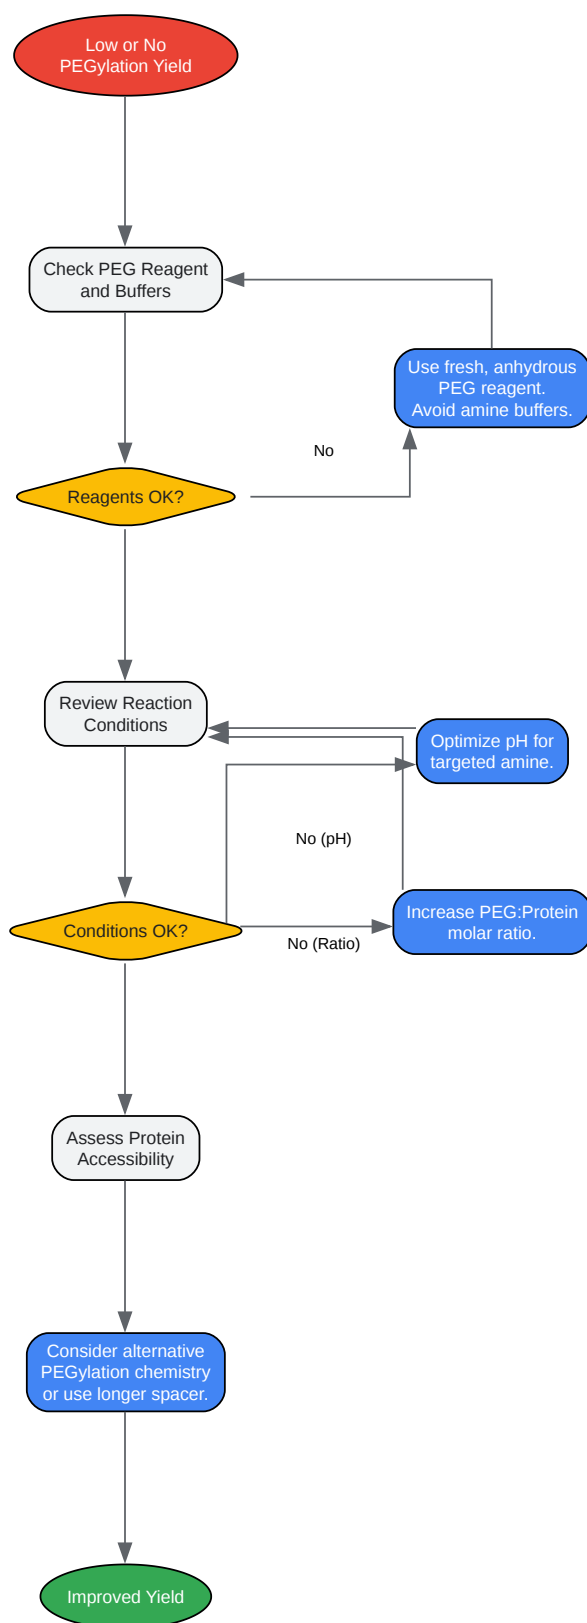 Low or No
PEGylation Yield
Check PEG Reagent
and Buffers
Use fresh, anhydrous
PEG reagent.
Avoid amine buffers.
No
Reagents OK?
Review Reaction
Conditions
Optimize pH for
targeted amine.
No (pH)
Increase PEG:Protein
molar ratio.
Conditions OK?
No (Ratio)
Assess Protein
Accessibility
Consider alternative
PEGylation chemistry
or use longer spacer.
Improved Yield